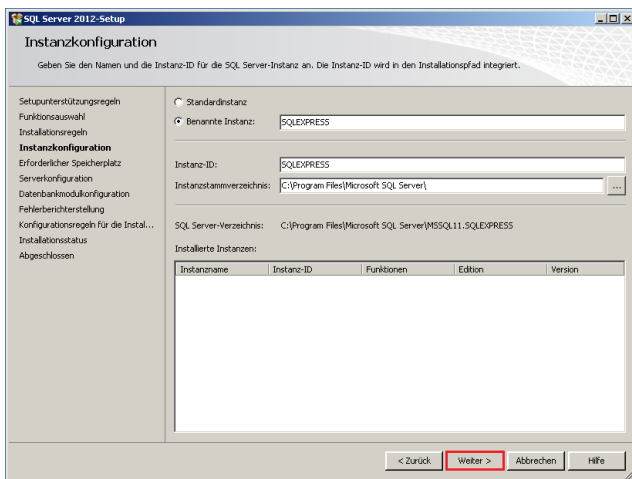 SQL Server 2012-Setup
Instanzkonfiguration
Geben Sie den Namen und die Instanz-ID für die SQL Server-Instanz an. Die Instanz-ID wird in den Installationspfad integriert.
Setupunterstützungsregeln
Funktionsauswahl
Installationsregeln
Instanzkonfiguration
Erforderlicher Speicherplatz
Serverkonfiguration
Datenbankmodulkonfiguration
Fehlerberichterstellung
Konfigurationsregeln für die Instal...
Installationsstatus
Abgeschlossen
Standardinstanz
Benannte Instanz: SQLEXPRESS
Instanz-ID: SQLEXPRESS
Instanzstammverzeichnis: C:\Program Files\Microsoft SQL Server\ ...
SQL Server-Verzeichnis: C:\Program Files\Microsoft SQL Server\MSSQL11.SQLEXPRESS
Installierte Instanzen:
Instanzname Instanz-ID Funktionen Edition Version
< Zurück Weiter > Abbrechen Hilfe